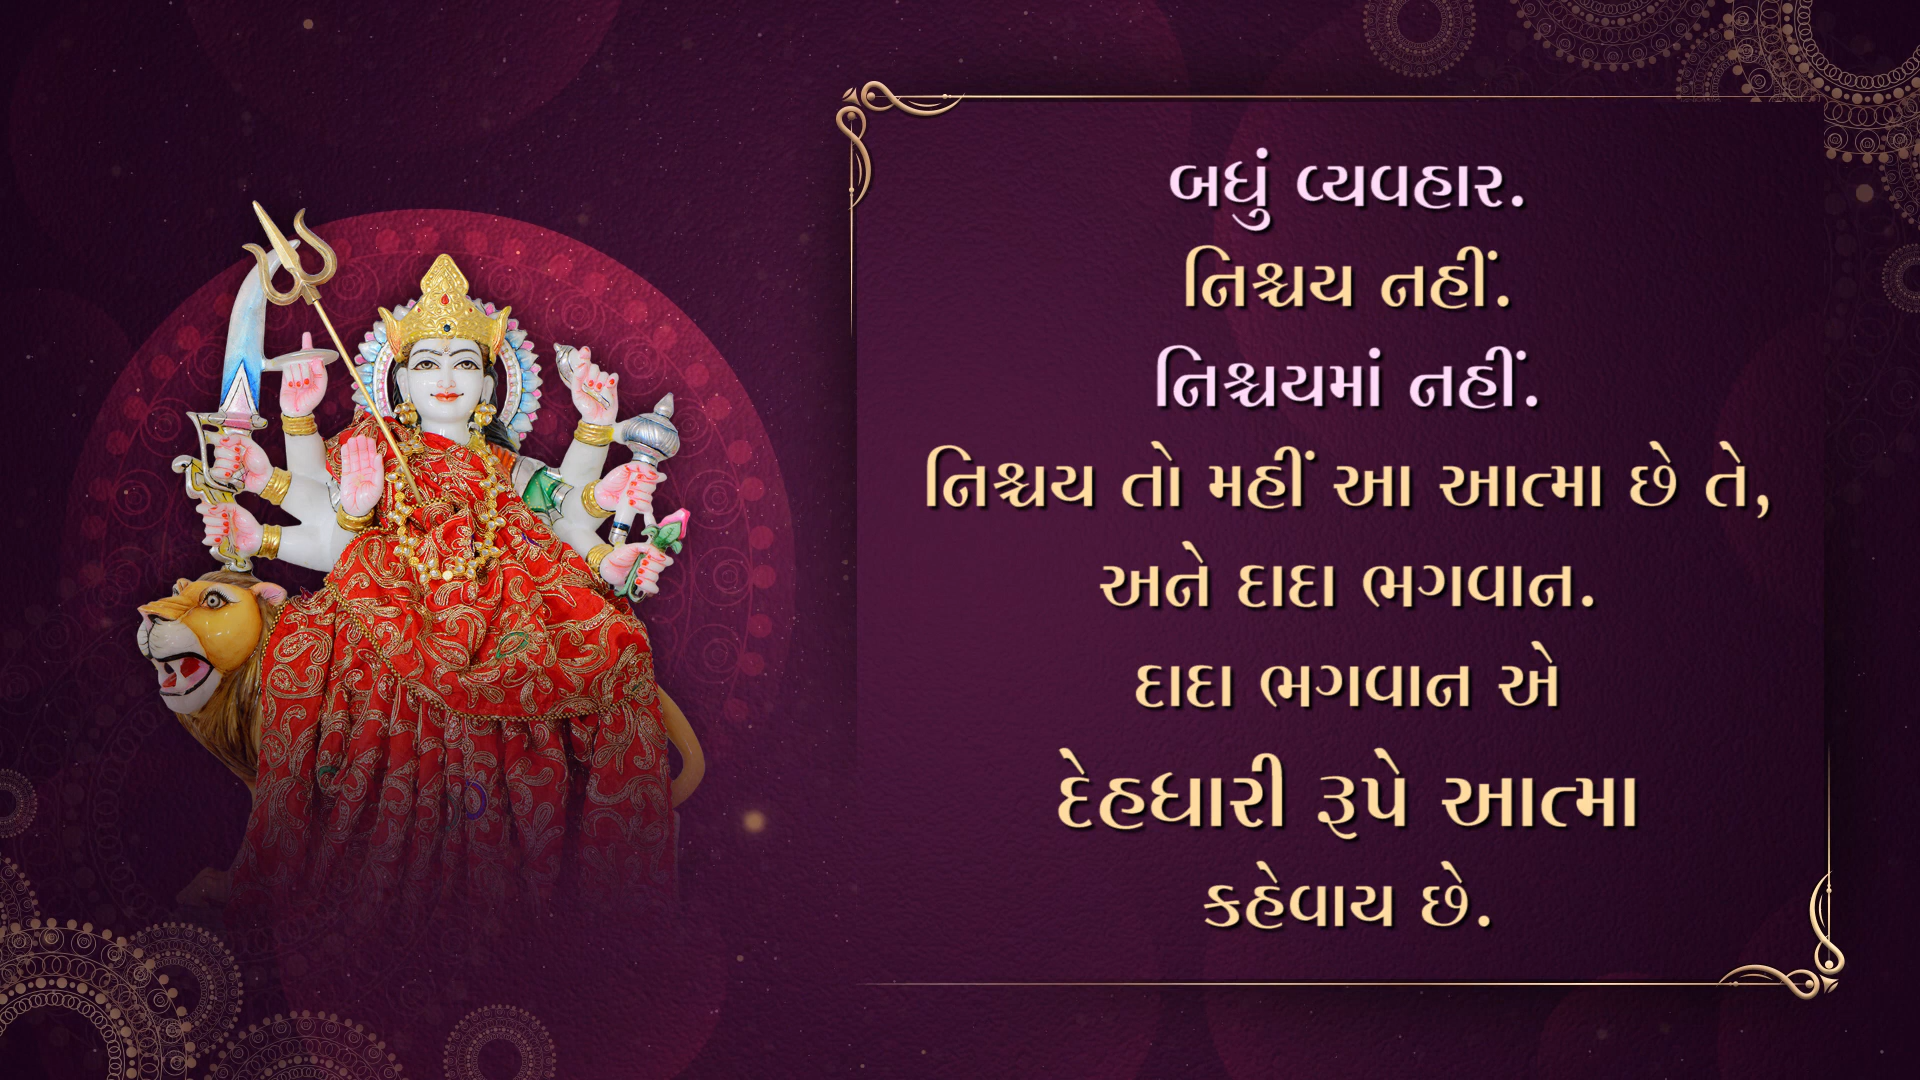 બધું વ્યવહાર.
નિશ્ચય નહીં.
નિશ્ચયમાં નહીં.
નિશ્ચય તો મહીં આ આત્મા છે તે,
અને દાદા ભગવાન.
દાદા ભગવાન એ
દેહધારી રૂપે આત્મા
કહેવાય છે.